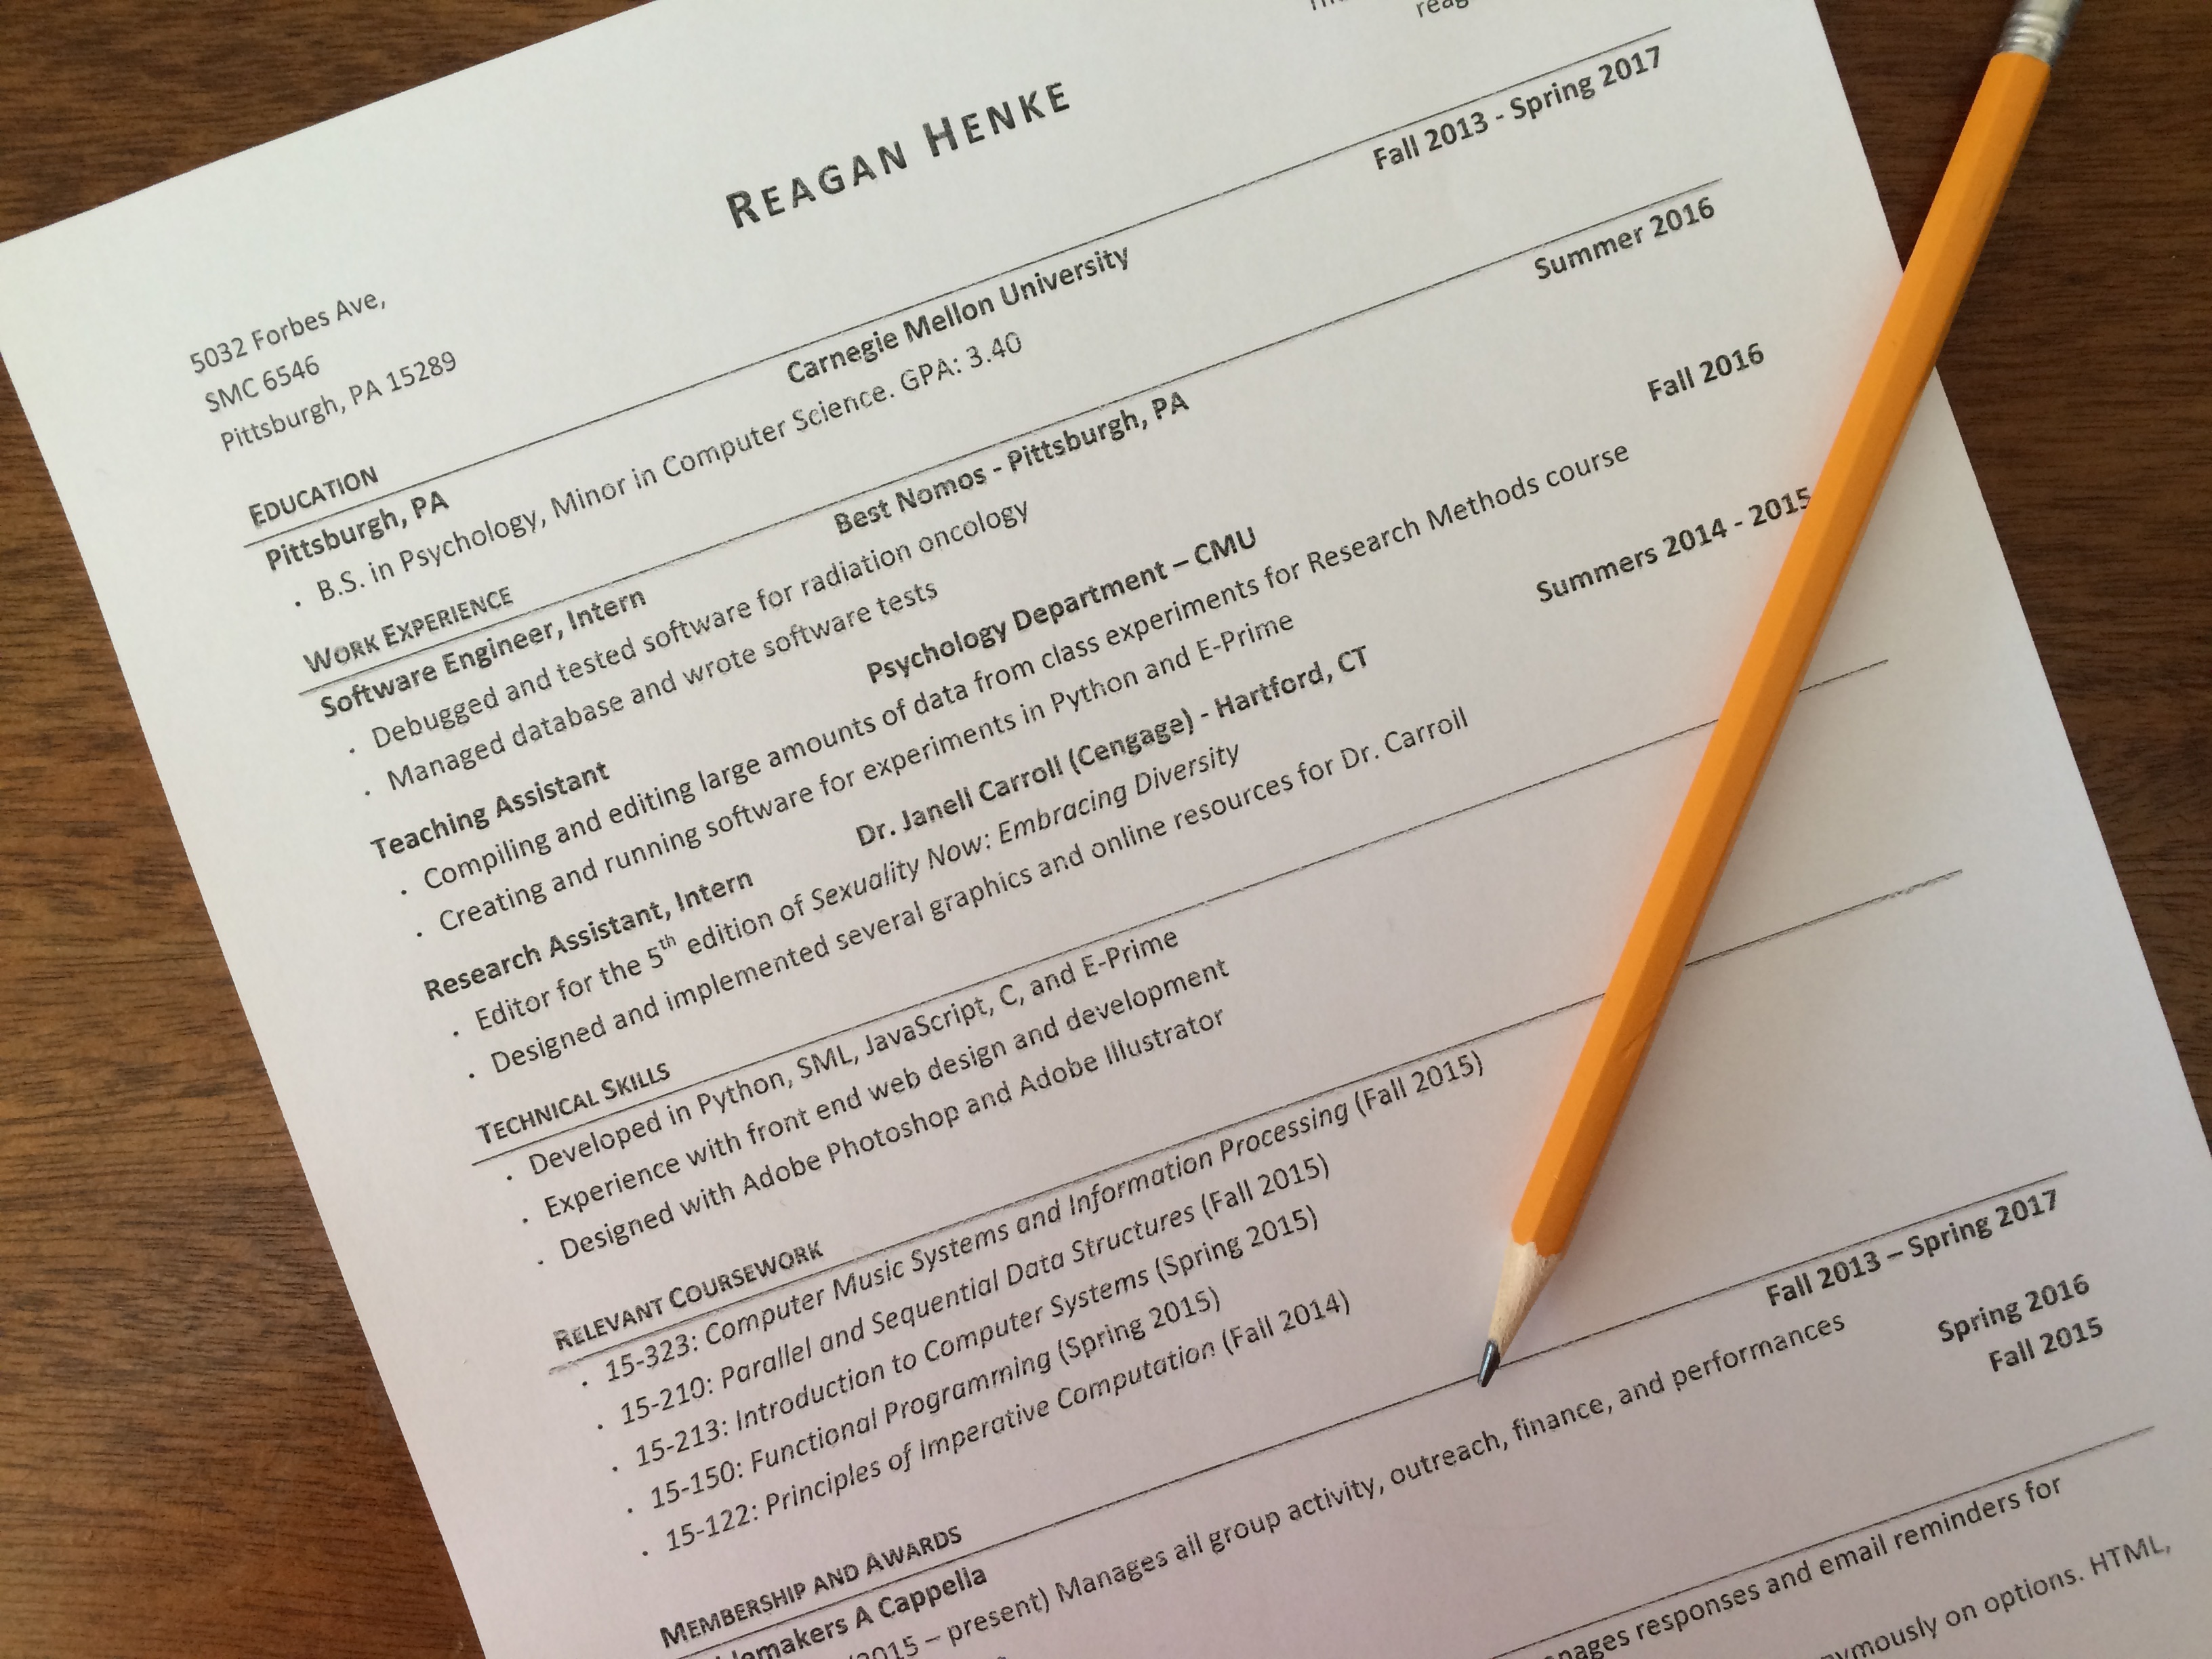 REAGAN HENKE
5032 Forbes Ave,
SMC 6546
Pittsburgh, PA 15289
EDUCATION
Pittsburgh, PA Carnegie Mellon University Fall 2013 - Spring 2017
· B.S. in Psychology, Minor in Computer Science. GPA: 3.40
WORK EXPERIENCE
Software Engineer, Intern Best Nomos - Pittsburgh, PA Summer 2016
· Debugged and tested software for radiation oncology
· Managed database and wrote software tests
Teaching Assistant Psychology Department – CMU Fall 2016
· Compiling and editing large amounts of data from class experiments for Research Methods course
· Creating and running software for experiments in Python and E-Prime
Research Assistant, Intern Dr. Janell Carroll (Cengage) - Hartford, CT Summers 2014 - 2015
· Editor for the 5th edition of Sexuality Now: Embracing Diversity
· Designed and implemented several graphics and online resources for Dr. Carroll
TECHNICAL SKILLS
· Developed in Python, SML, JavaScript, C, and E-Prime
· Experience with front end web design and development
· Designed with Adobe Photoshop and Adobe Illustrator
RELEVANT COURSEWORK
· 15-323: Computer Music Systems and Information Processing (Fall 2015)
· 15-210: Parallel and Sequential Data Structures (Fall 2015)
· 15-213: Introduction to Computer Systems (Spring 2015)
· 15-150: Functional Programming (Spring 2015)
· 15-122: Principles of Imperative Computation (Fall 2014)
MEMBERSHIP AND AWARDS
A Cappella Fall 2013 – Spring 2017
2015 – present) Manages all group activity, outreach, finance, and performances
Spring 2016
Fall 2015
responses and email reminders for
on options. HTML,